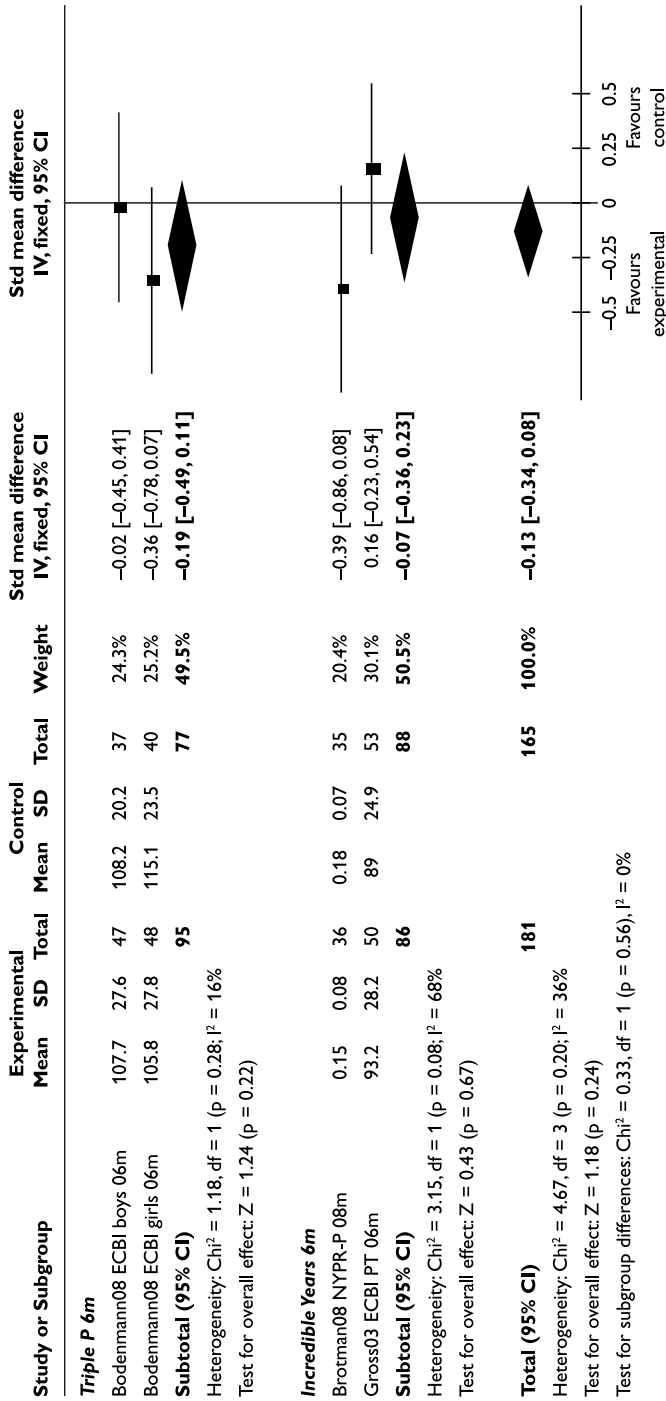 Experimental Control Std mean difference Std mean difference
Study or Subgroup Mean SD Total Mean SD Total Weight IV, fixed, 95% CI IV, fixed, 95% CI
Triple P 6m
Bodenmann08 ECBI boys 06m 107.7 27.6 47 108.2 20.2 37 24.3% –0.02 [–0.45, 0.41]
Bodenmann08 ECBI girls 06m 105.8 27.8 48 115.1 23.5 40 25.2% –0.36 [–0.78, 0.07]
Subtotal (95% CI) 95 77 49.5% –0.19 [–0.49, 0.11]
Heterogeneity: Chi² = 1.18, df = 1 (p = 0.28; I² = 16%
Test for overall effect: Z = 1.24 (p = 0.22)
Incredible Years 6m
Brotman08 NYPR-P 08m 0.15 0.08 36 0.18 0.07 35 20.4% –0.39 [–0.86, 0.08]
Gross03 ECBI PT 06m 93.2 28.2 50 89 24.9 53 30.1% 0.16 [–0.23, 0.54]
Subtotal (95% CI) 86 88 50.5% –0.07 [–0.36, 0.23]
Heterogeneity: Chi² = 3.15, df = 1 (p = 0.08; I² = 68%
Test for overall effect: Z = 0.43 (p = 0.67)
Total (95% CI) 181 165 100.0% –0.13 [–0.34, 0.08]
Heterogeneity: Chi² = 4.67, df = 3 (p = 0.20; I² = 36%
Test for overall effect: Z = 1.18 (p = 0.24)
Test for subgroup differences: Chi² = 0.33, df = 1 (p = 0.56), I² = 0%
–0.5 –0.25 0 0.25 0.5
Favours Favours
experimental control